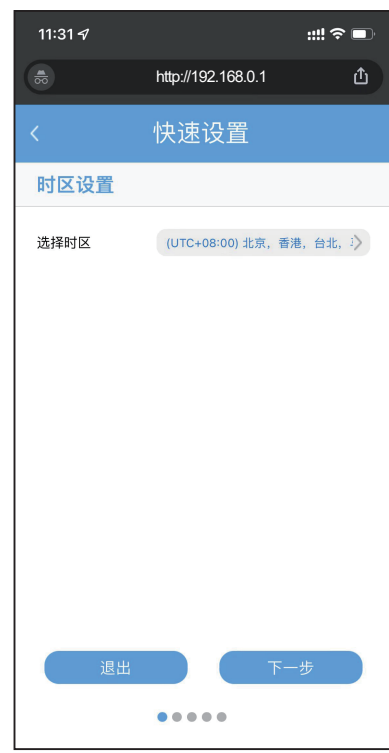 11:31
http://192.168.0.1
快速设置
时区设置
选择时区 (UTC+08:00) 北京，香港，台北，
退出 下一步